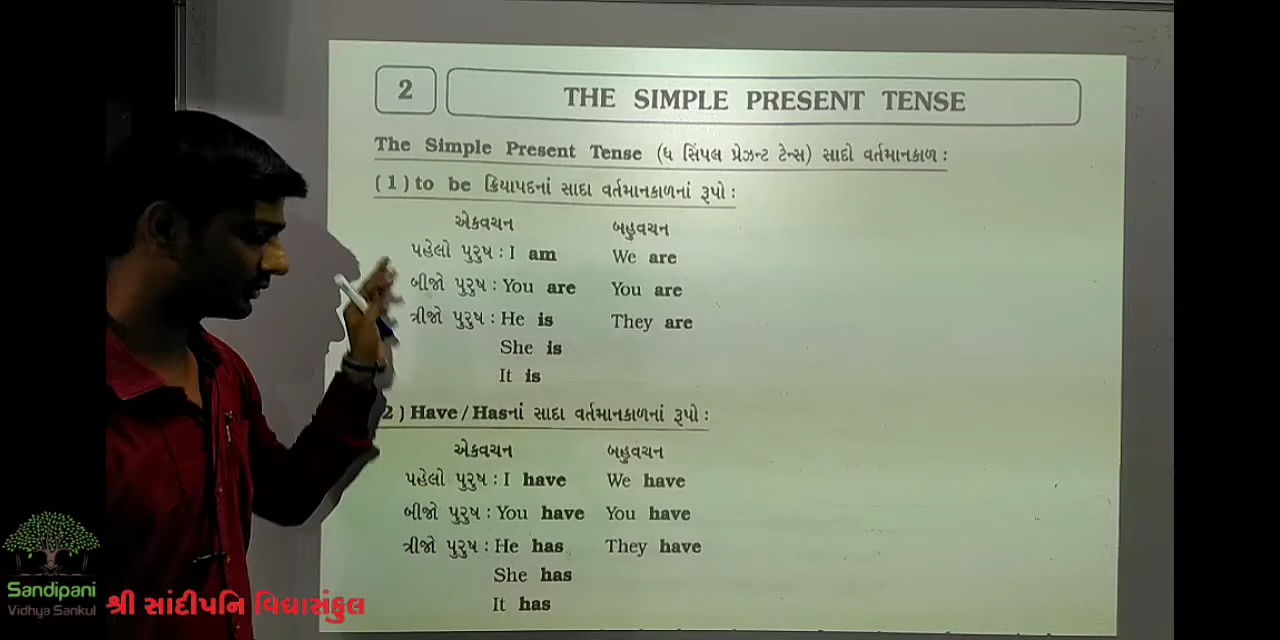 2
THE SIMPLE PRESENT TENSE
The Simple Present Tense (ધ સિંપલ પ્રેઝન્ટ ટેન્સ) સાદો વર્તમાનકાળ :
(1) to be ક્રિયાપદનાં સાદા વર્તમાનકાળનાં રૂપો :
એકવચન બહુવચન
પહેલો પુરુષ : I am We are
બીજો પુરુષ : You are You are
ત્રીજો પુરુષ : He is They are
She is
It is
2) Have/Hasનાં સાદા વર્તમાનકાળનાં રૂપો :
એકવચન બહુવચન
પહેલો પુરુષ : I have We have
બીજો પુરુષ : You have You have
ત્રીજો પુરુષ : He has They have
She has
It has
Sandipani
Vidhya Sankul
શ્રી સાંદીપનિ વિદ્યાસંકુલ